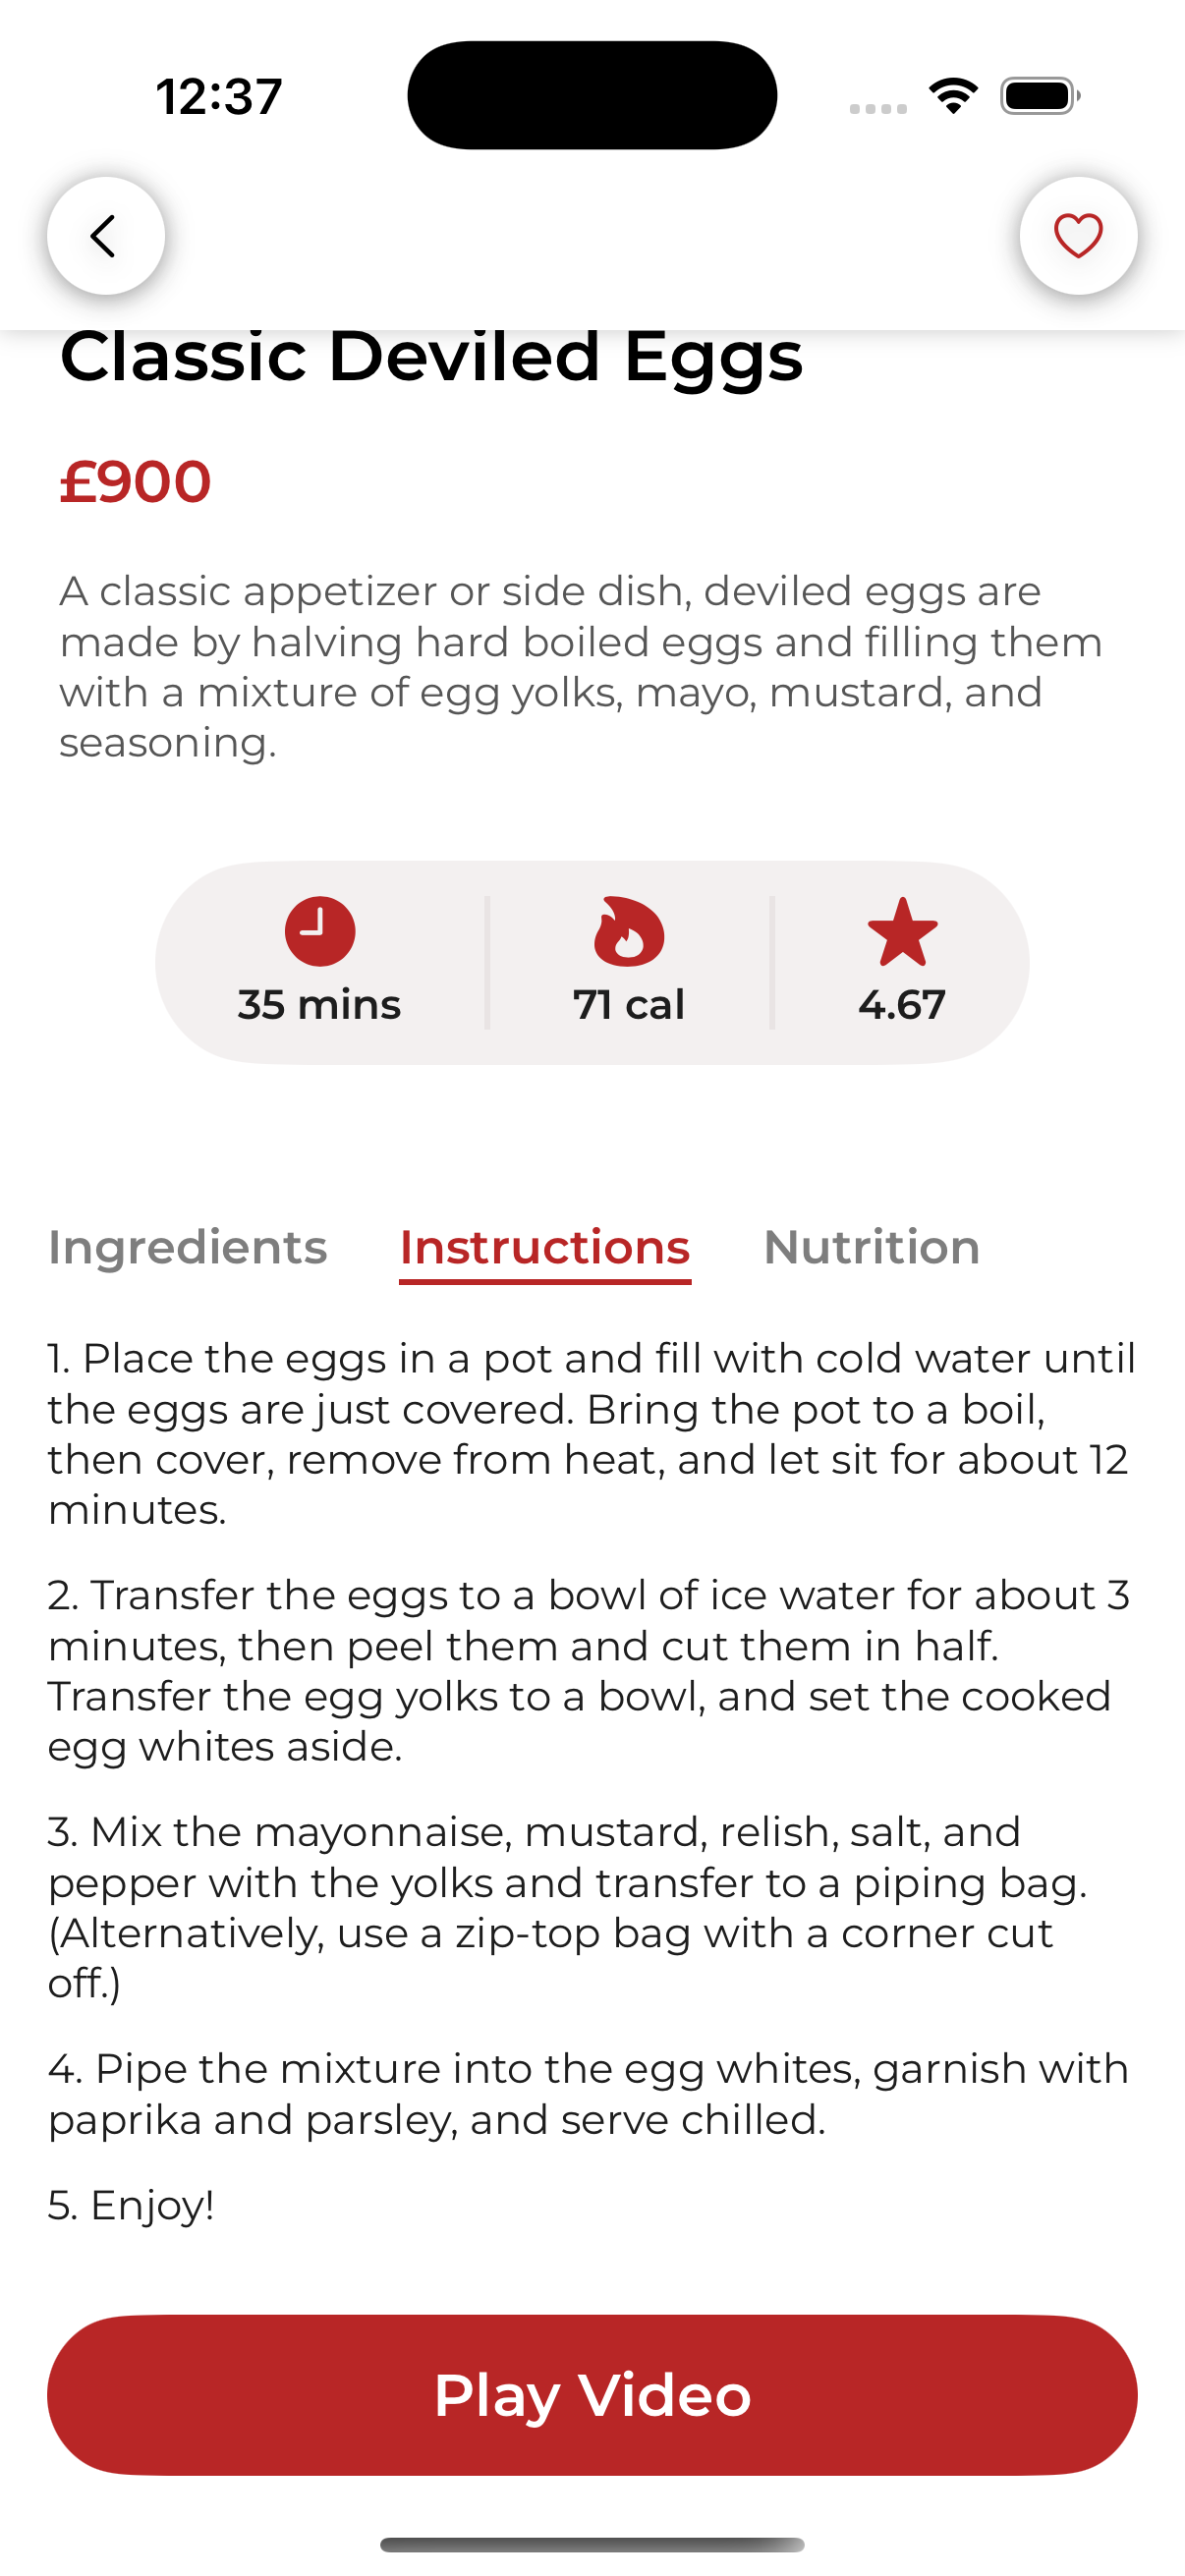 12:37
Classic Deviled Eggs
£900
A classic appetizer or side dish, deviled eggs are
made by halving hard boiled eggs and filling them
with a mixture of egg yolks, mayo, mustard, and
seasoning.
35 mins
71 cal
4.67
Ingredients
Instructions
Nutrition
1. Place the eggs in a pot and fill with cold water until
the eggs are just covered. Bring the pot to a boil,
then cover, remove from heat, and let sit for about 12
minutes.
2. Transfer the eggs to a bowl of ice water for about 3
minutes, then peel them and cut them in half.
Transfer the egg yolks to a bowl, and set the cooked
egg whites aside.
3. Mix the mayonnaise, mustard, relish, salt, and
pepper with the yolks and transfer to a piping bag.
(Alternatively, use a zip-top bag with a corner cut
off.)
4. Pipe the mixture into the egg whites, garnish with
paprika and parsley, and serve chilled.
5. Enjoy!
Play Video